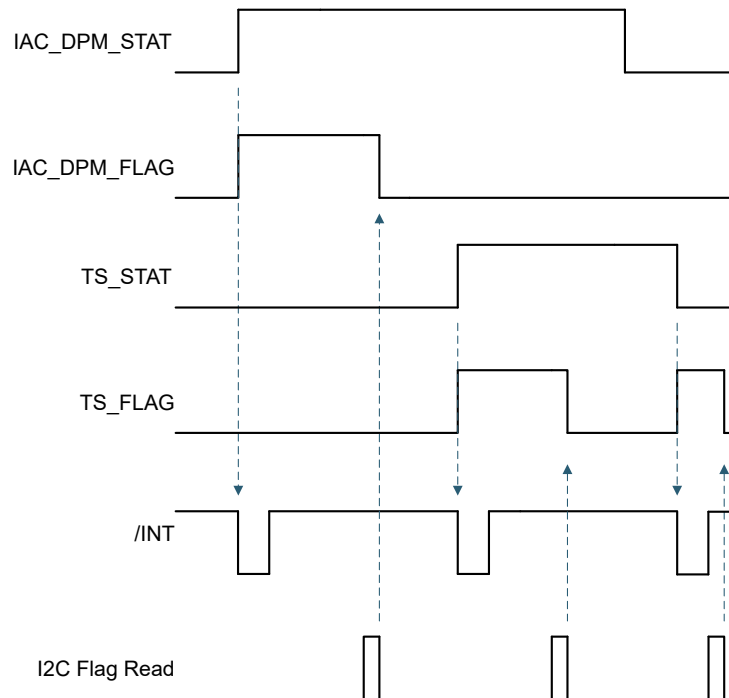 IAC_DPM_STAT
IAC_DPM_FLAG
TS_STAT
TS_FLAG
/INT
I2C Flag Read